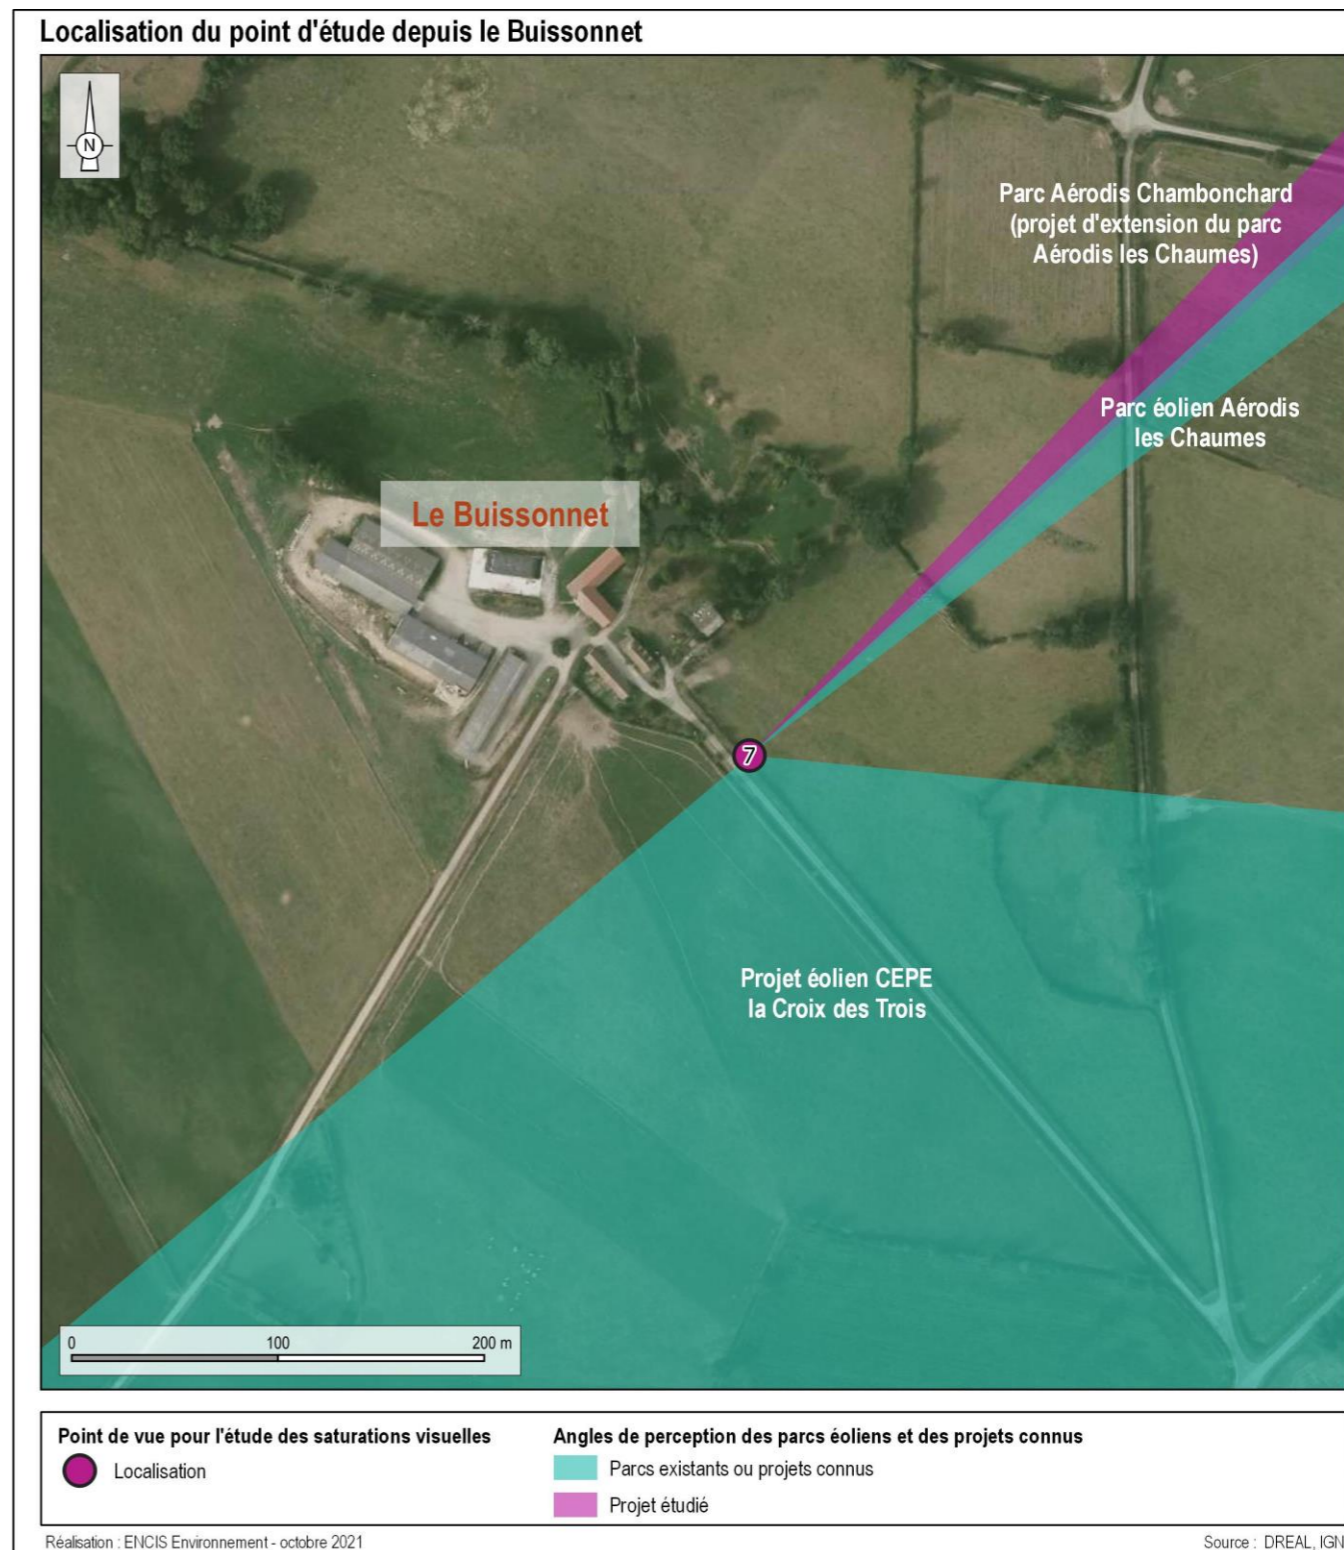 Localisation du point d'étude depuis le Buissonnet
N
Parc Aérodis Chambonchard
(projet d'extension du parc
Aérodis les Chaumes)
Parc éolien Aérodis
les Chaumes
Le Buissonnet
7
Projet éolien CEPE
la Croix des Trois
0 100 200 m
Point de vue pour l'étude des saturations visuelles
Localisation
Angles de perception des parcs éoliens et des projets connus
Parcs existants ou projets connus
Projet étudié
Réalisation : ENCIS Environnement - octobre 2021
Source : DREAL, IGN